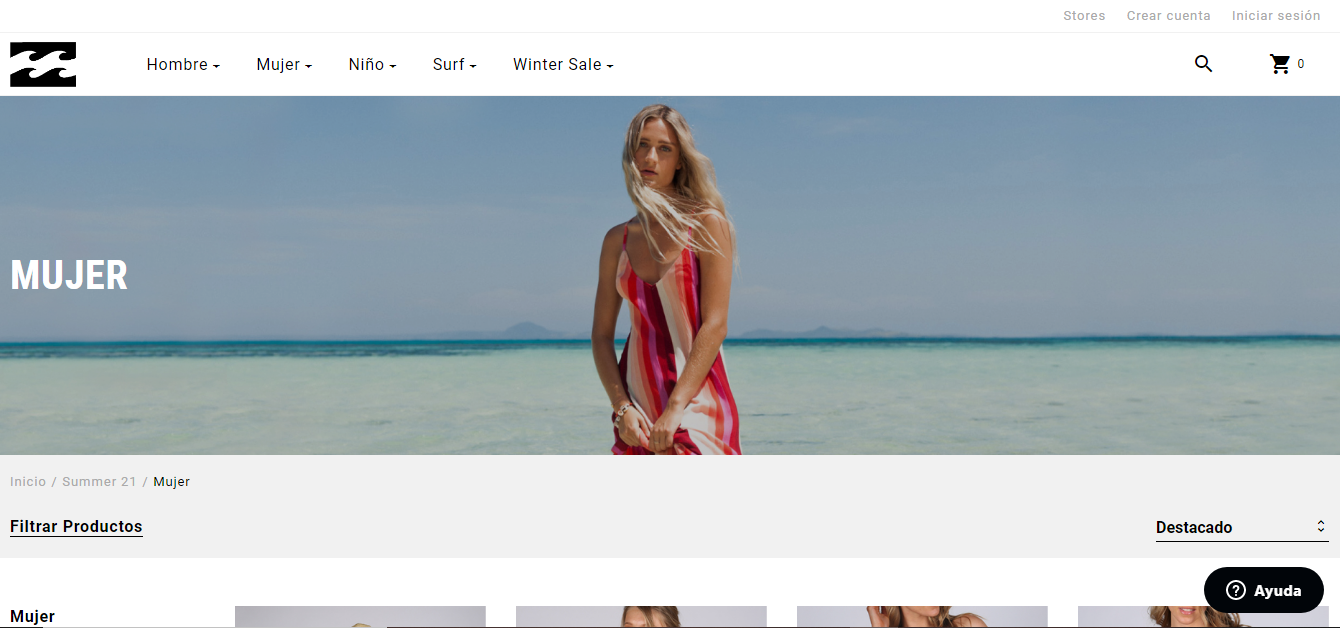 Stores Crear cuenta Iniciar sesión
Hombre Mujer Niño Surf Winter Sale 0
MUJER
Inicio / Summer 21 / Mujer
Filtrar Productos
Destacado
Ayuda
Mujer